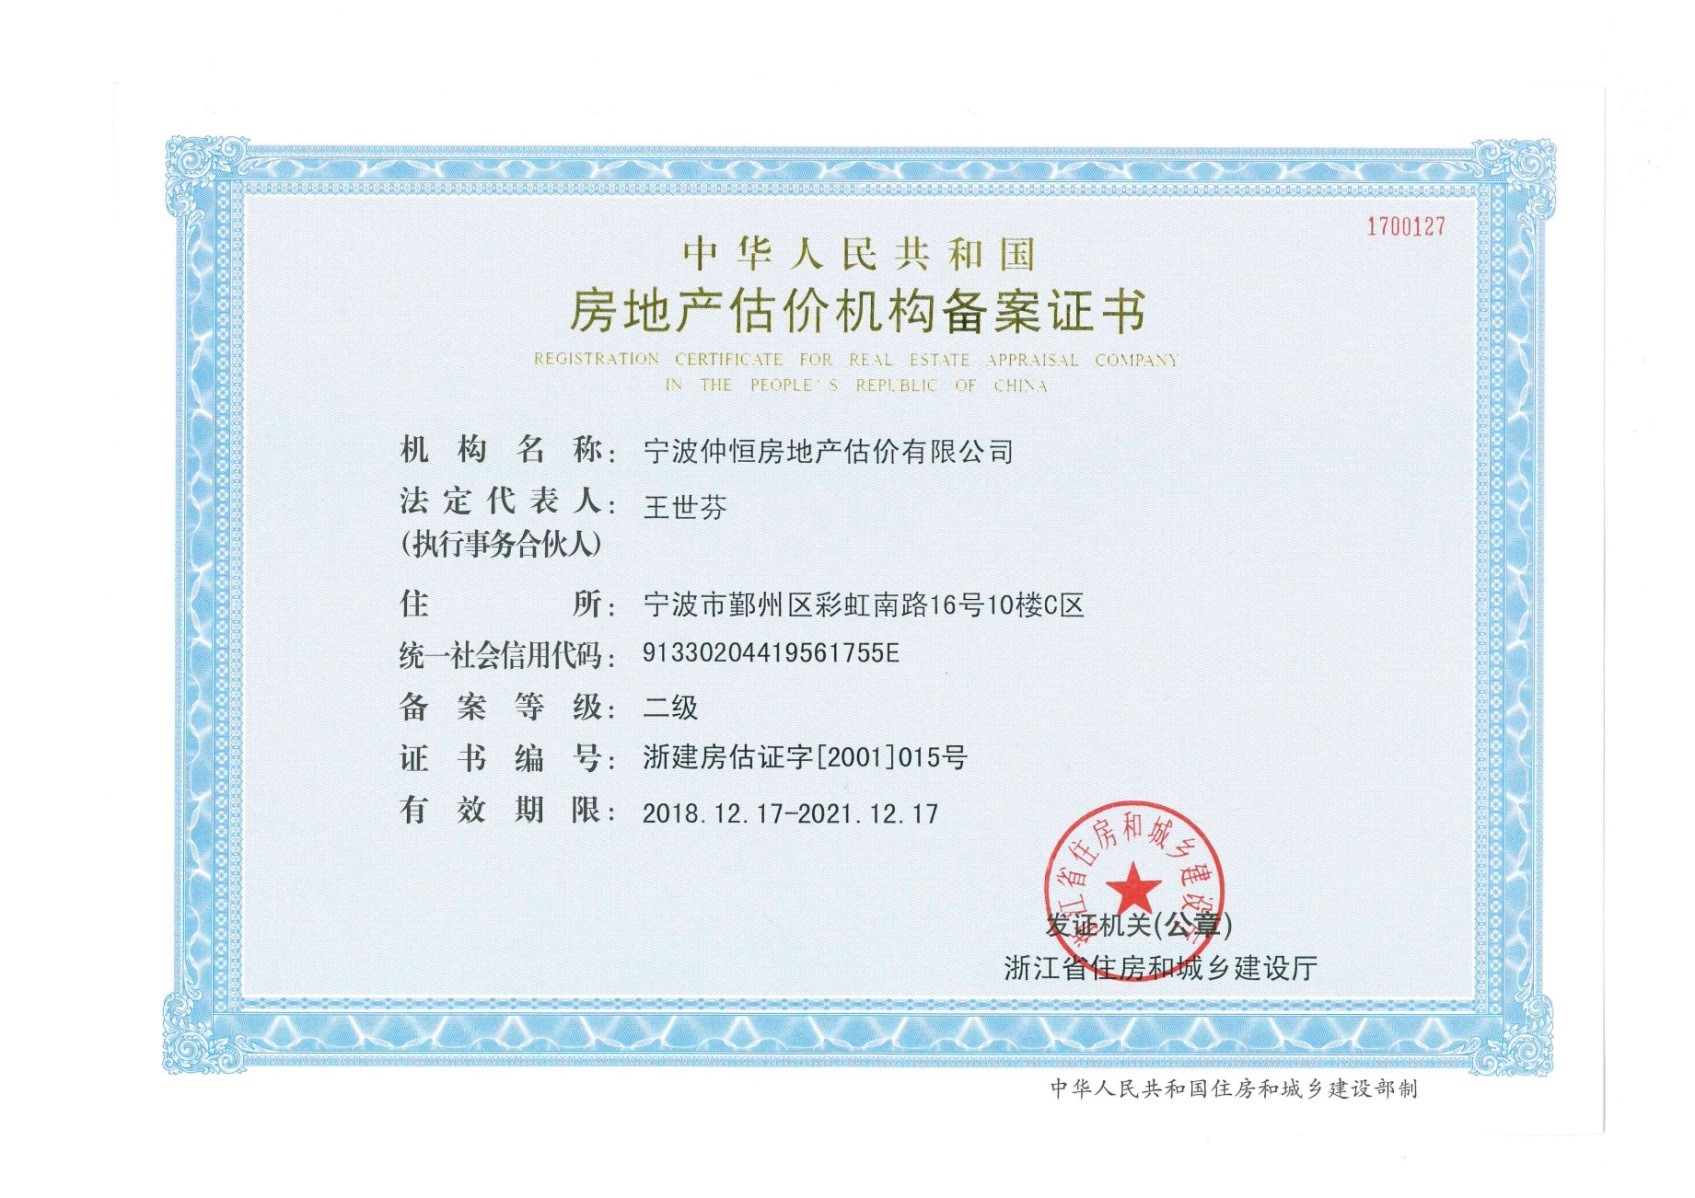 1700127
中华人民共和国
房地产估价机构备案证书
REGISTRATION CERTIFICATE FOR REAL ESTATE APPRAISAL COMPANY
IN THE PEOPLE'S REPUBLIC OF CHINA
机构名称：宁波仲恒房地产估价有限公司
法定代表人：王世芬
(执行事务合伙人)
住所：宁波市鄞州区彩虹南路16号10楼C区
统一社会信用代码：91330204419561755E
备案等级：二级
证书编号：浙建房估证字[2001]015号
有效期限：2018.12.17-2021.12.17
浙江省住房和城乡建设厅
发证机关(公章)
浙江省住房和城乡建设厅
中华人民共和国住房和城乡建设部制